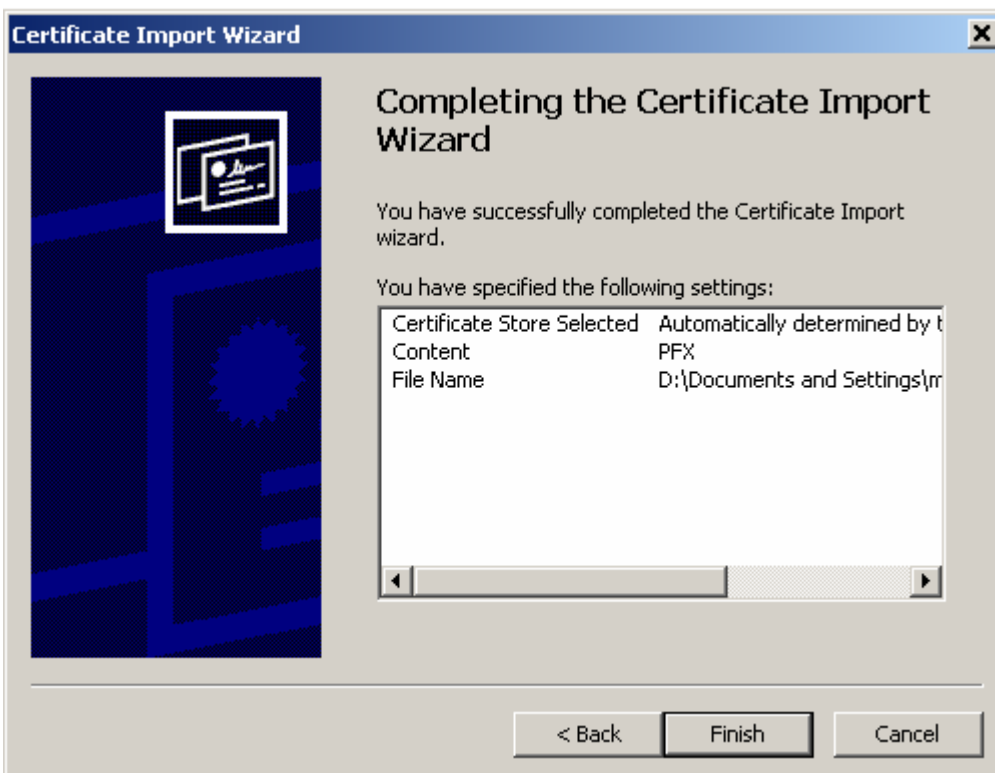 Certificate Import Wizard
Completing the Certificate Import
Wizard
You have successfully completed the Certificate Import
wizard.
You have specified the following settings:
Certificate Store Selected Automatically determined by t
Content PFX
File Name D:\Documents and Settings\m
< Back Finish Cancel